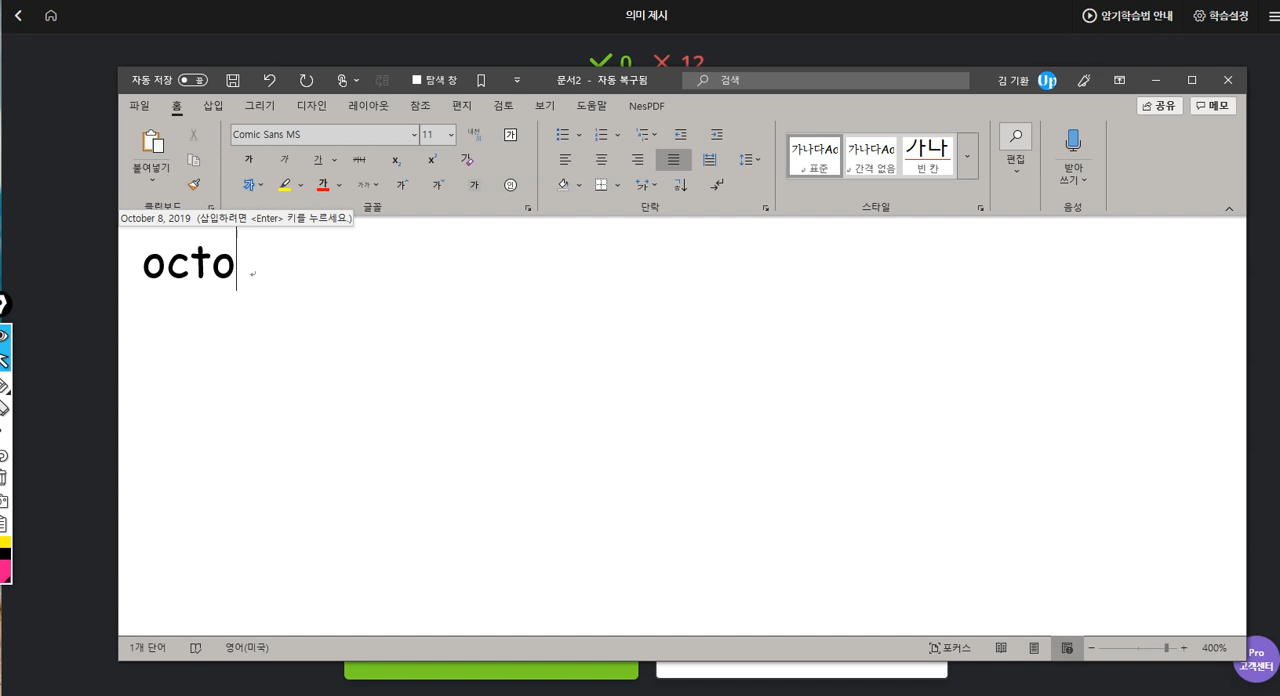 의미 제시
암기학습법 안내
학습설정
0 12
자동 저장 끔
탐색 창
문서2 - 자동 복구됨
검색
김 기환
파일 홈 삽입 그리기 디자인 레이아웃 참조 편지 검토 보기 도움말 NesPDF
공유 메모
붙여넣기
Comic Sans MS
11
가나다Aa
표준
가나다Aa
간격 없음
가나
빈 칸
편집
받아
쓰기
클립보드 글꼴 단락 스타일 음성
October 8, 2019 (삽입하려면 <Enter> 키를 누르세요.)
octo
1개 단어
영어(미국)
포커스
400%
Pro
고객센터